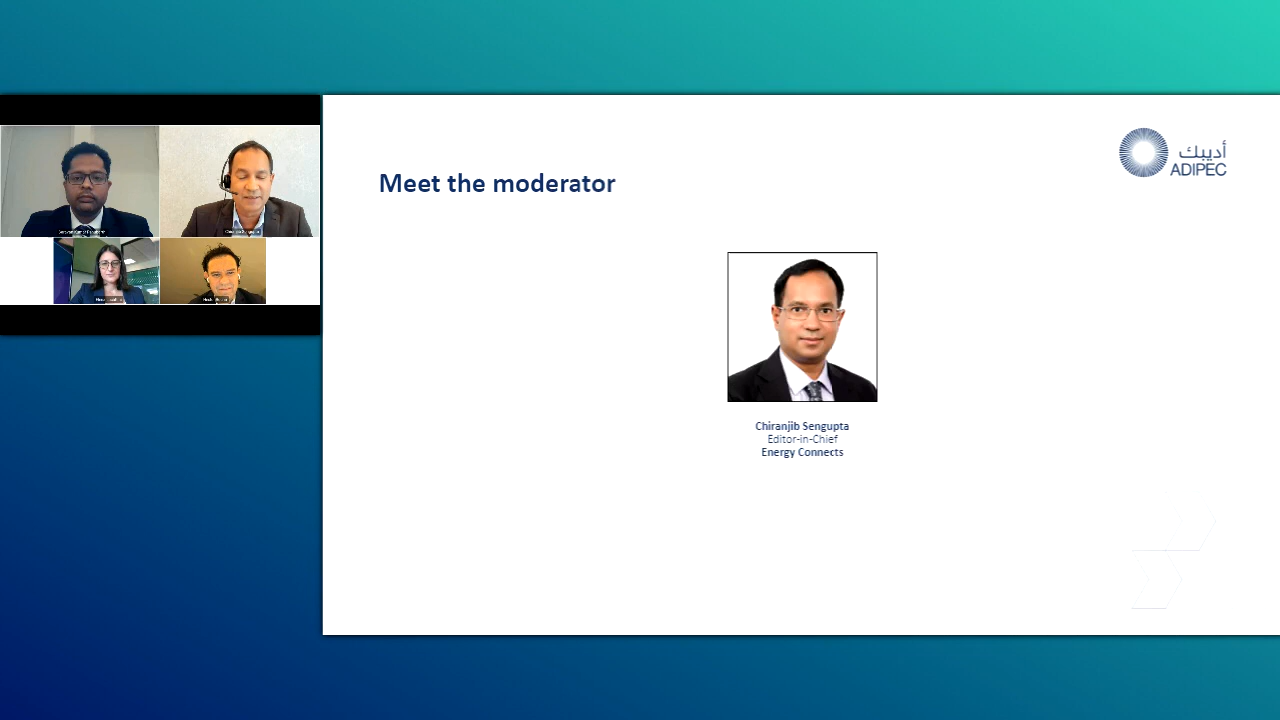 Meet the moderator
أديبك
ADIPEC
Chiranjib Sengupta
Editor-in-Chief
Energy Connects